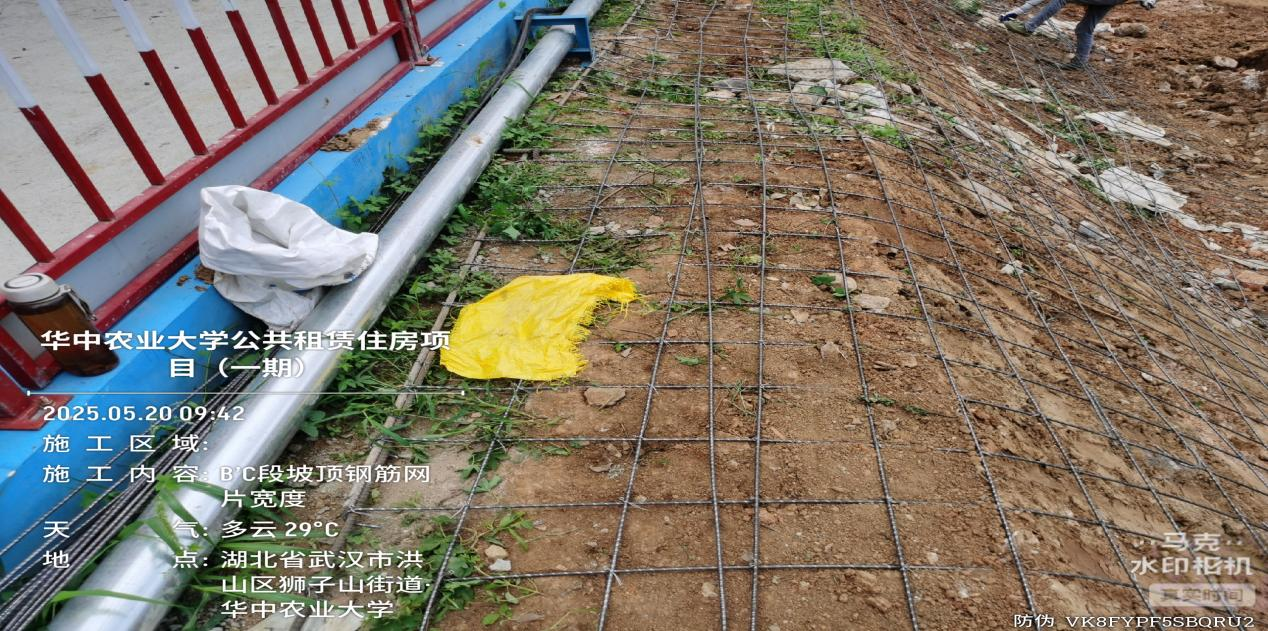 华中农业大学公共租赁住房项
目（一期）
2025.05.20 09:42
施工区域:
施工内容: B'C段坡顶钢筋网
片宽度
天气: 多云 29℃
地点: 湖北省武汉市洪
山区狮子山街道·
华中农业大学
马克
水印相机
真实时间
防伪 VK8FYPF5SBQRU2